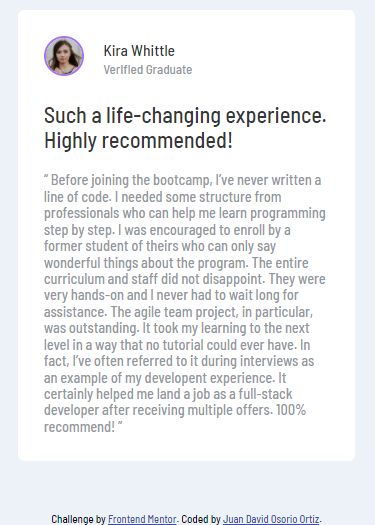 Kira Whittle
Verified Graduate
Such a life-changing experience.
Highly recommended!
“ Before joining the bootcamp, I’ve never written a
line of code. I needed some structure from
professionals who can help me learn programming
step by step. I was encouraged to enroll by a
former student of theirs who can only say
wonderful things about the program. The entire
curriculum and staff did not disappoint. They were
very hands-on and I never had to wait long for
assistance. The agile team project, in particular,
was outstanding. It took my learning to the next
level in a way that no tutorial could ever have. In
fact, I’ve often referred to it during interviews as
an example of my developent experience. It
certainly helped me land a job as a full-stack
developer after receiving multiple offers. 100%
recommend! ”
Challenge by Frontend Mentor. Coded by Juan David Osorio Ortiz.